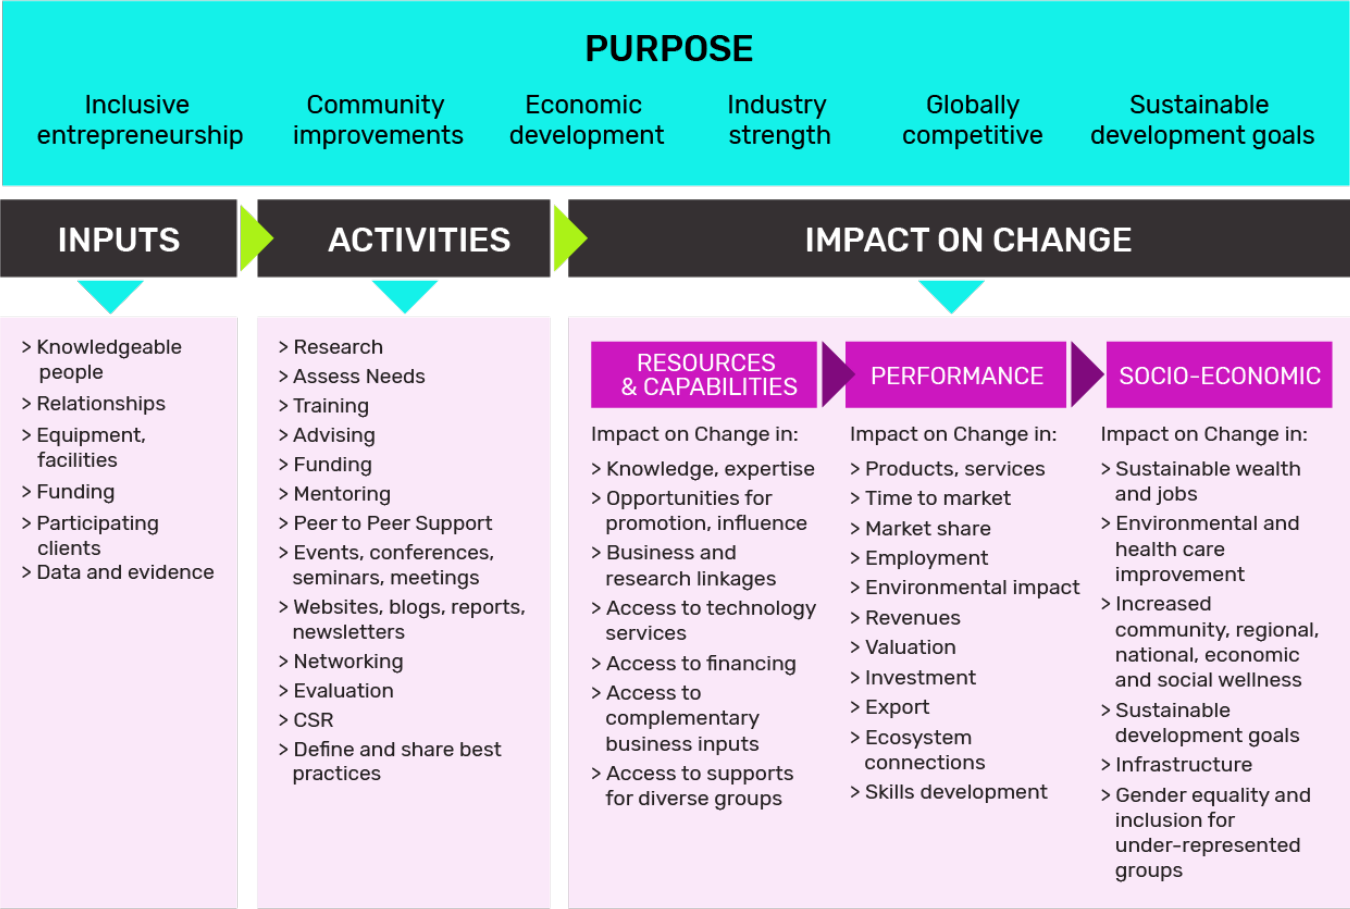 PURPOSE
Inclusive
entrepreneurship
Community
improvements
Economic
development
Industry
strength
Globally
competitive
Sustainable
development goals
INPUTS
ACTIVITIES
IMPACT ON CHANGE
> Knowledgeable
people
> Relationships
> Equipment,
facilities
> Funding
> Participating
clients
> Data and evidence
> Research
> Assess Needs
> Training
> Advising
> Funding
> Mentoring
> Peer to Peer Support
> Events, conferences,
seminars, meetings
> Websites, blogs, reports,
newsletters
> Networking
> Evaluation
> CSR
> Define and share best
practices
RESOURCES
& CAPABILITIES
Impact on Change in:
> Knowledge, expertise
> Opportunities for
promotion, influence
> Business and
research linkages
> Access to technology
services
> Access to financing
> Access to
complementary
business inputs
> Access to supports
for diverse groups
PERFORMANCE
Impact on Change in:
> Products, services
> Time to market
> Market share
> Employment
> Environmental impact
> Revenues
> Valuation
> Investment
> Export
> Ecosystem
connections
> Skills development
SOCIO-ECONOMIC
Impact on Change in:
> Sustainable wealth
and jobs
> Environmental and
health care
improvement
> Increased
community, regional,
national, economic
and social wellness
> Sustainable
development goals
> Infrastructure
> Gender equality and
inclusion for
under-represented
groups